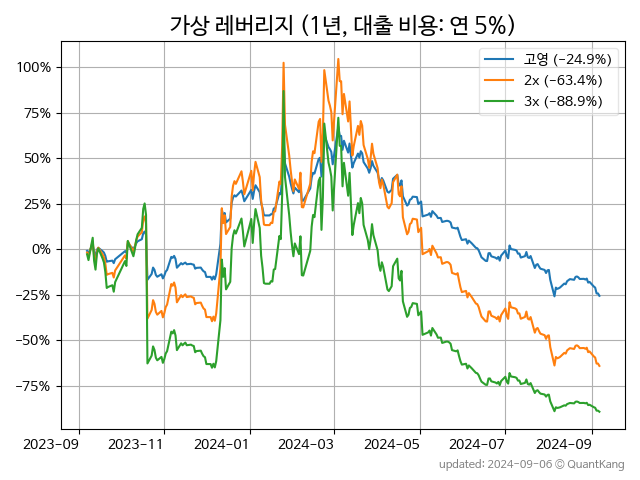 가상 레버리지 (1년, 대출 비용: 연 5%)
고영 (−24.9%)
2x (−63.4%)
3x (−88.9%)
100%
75%
50%
25%
0%
−25%
−50%
−75%
2023-09 2023-11 2024-01 2024-03 2024-05 2024-07 2024-09
updated: 2024-09-06 © QuantKang